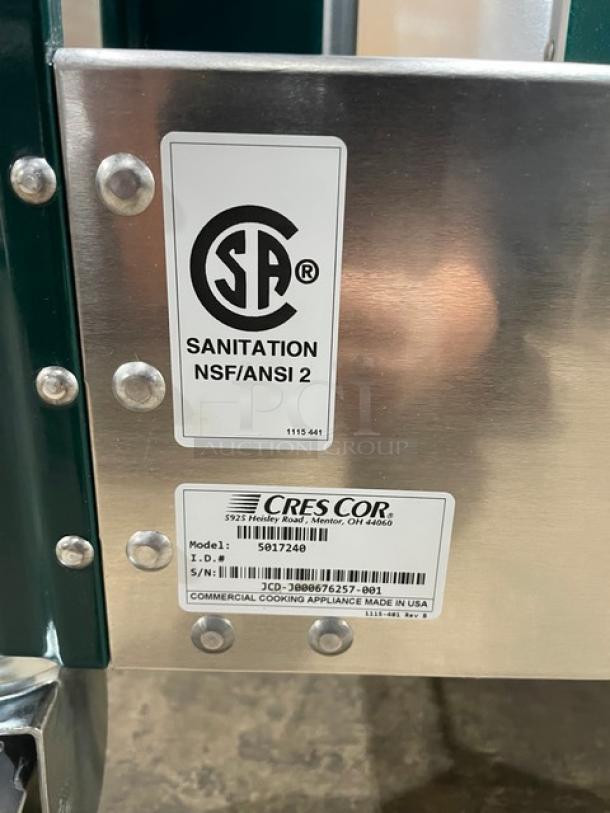 CSA®
SANITATION
NSF/ANSI 2
1115 441
PCI
AUCTION GROUP
CRES COR®
5925 Heisley Road, Mentor, OH 44060
Model: 5017240
I.D.#
S/N:
JCD-J000676257-001
COMMERCIAL COOKING APPLIANCE MADE IN USA
1115-401 Rev B